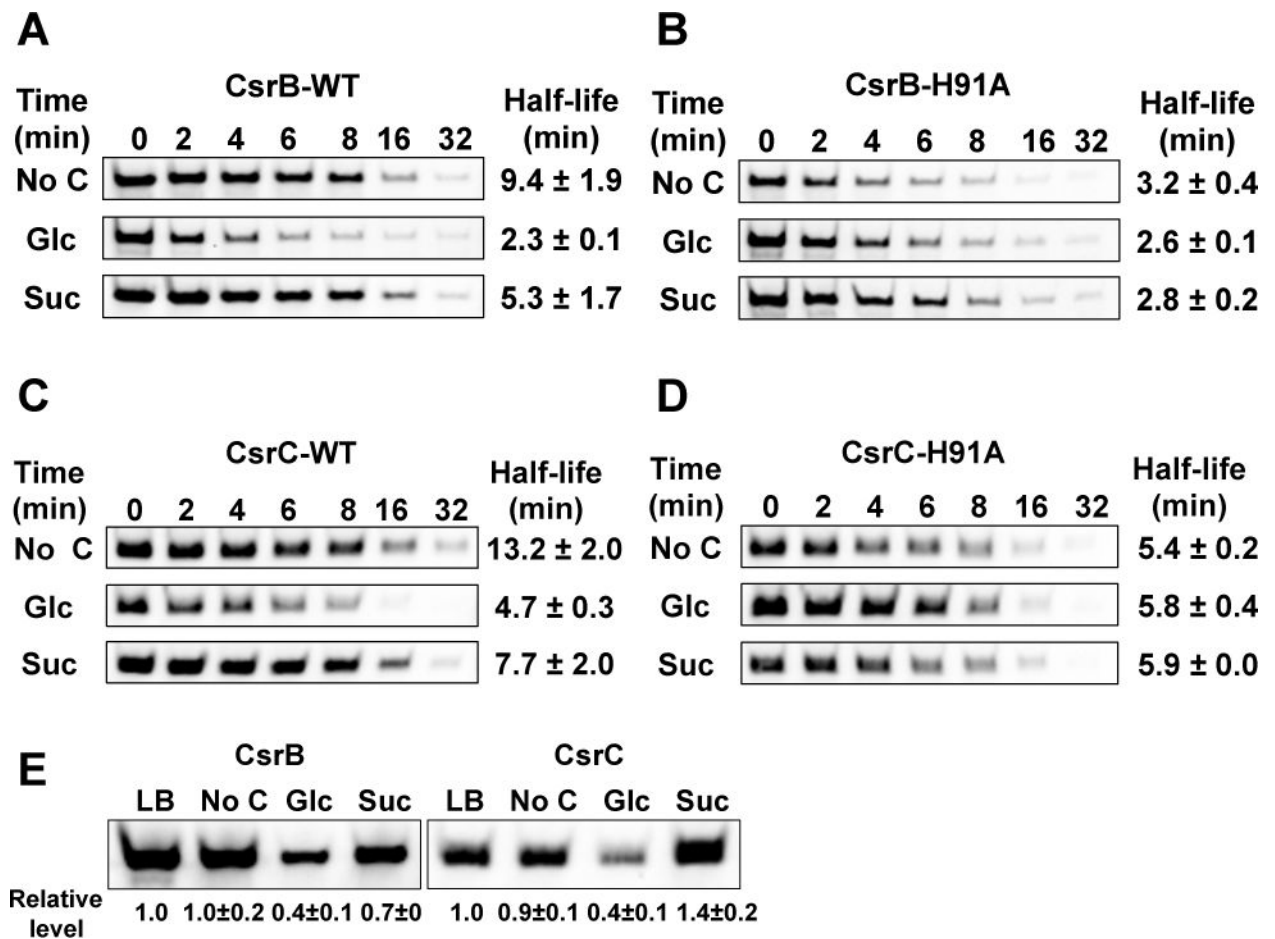 A
CsrB-WT
Time (min)
0 2 4 6 8 16 32
Half-life (min)
No C 9.4 ± 1.9
Glc 2.3 ± 0.1
Suc 5.3 ± 1.7
B
CsrB-H91A
Time (min)
0 2 4 6 8 16 32
Half-life (min)
No C 3.2 ± 0.4
Glc 2.6 ± 0.1
Suc 2.8 ± 0.2
C
CsrC-WT
Time (min)
0 2 4 6 8 16 32
Half-life (min)
No C 13.2 ± 2.0
Glc 4.7 ± 0.3
Suc 7.7 ± 2.0
D
CsrC-H91A
Time (min)
0 2 4 6 8 16 32
Half-life (min)
No C 5.4 ± 0.2
Glc 5.8 ± 0.4
Suc 5.9 ± 0.0
E
CsrB CsrC
LB No C Glc Suc LB No C Glc Suc
Relative level
1.0 1.0±0.2 0.4±0.1 0.7±0 1.0 0.9±0.1 0.4±0.1 1.4±0.2